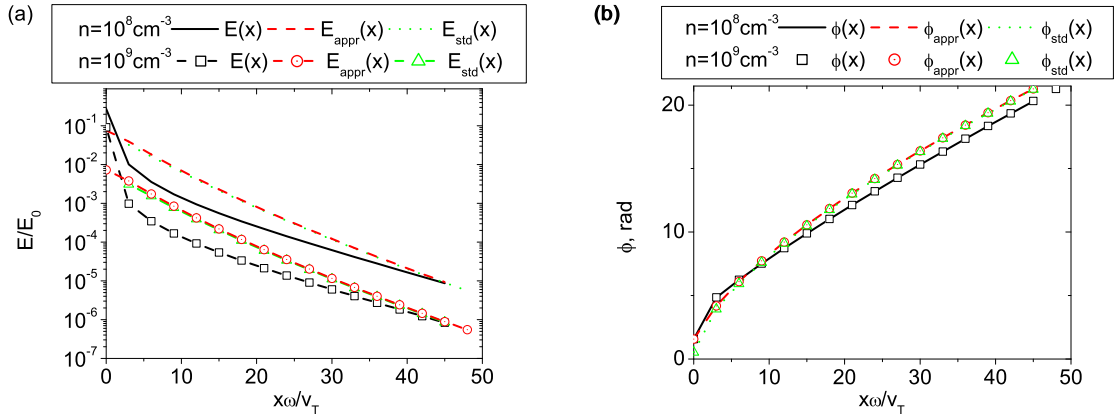 (a)
n=10⁸cm⁻³ E(x) E_appr(x) E_std(x)
n=10⁹cm⁻³ E(x) E_appr(x) E_std(x)
10⁻¹
10⁻²
10⁻³
10⁻⁴
10⁻⁵
10⁻⁶
10⁻⁷
E/E₀
0 10 20 30 40 50
xω/v_T
(b)
n=10⁸cm⁻³ ϕ(x) ϕ_appr(x) ϕ_std(x)
n=10⁹cm⁻³ ϕ(x) ϕ_appr(x) ϕ_std(x)
20
10
0
ϕ, rad
0 10 20 30 40 50
xω/v_T